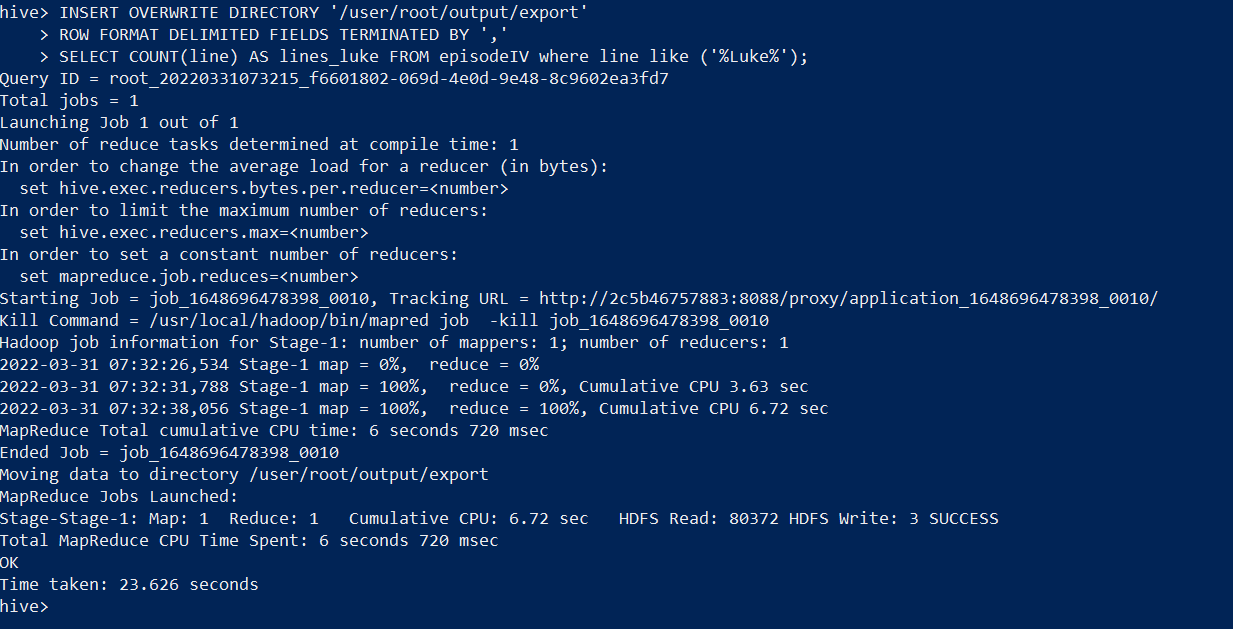 hive> INSERT OVERWRITE DIRECTORY '/user/root/output/export'
    > ROW FORMAT DELIMITED FIELDS TERMINATED BY ','
    > SELECT COUNT(line) AS lines_luke FROM episodeIV where line like ('%Luke%');
Query ID = root_20220331073215_f6601802-069d-4e0d-9e48-8c9602ea3fd7
Total jobs = 1
Launching Job 1 out of 1
Number of reduce tasks determined at compile time: 1
In order to change the average load for a reducer (in bytes):
  set hive.exec.reducers.bytes.per.reducer=<number>
In order to limit the maximum number of reducers:
  set hive.exec.reducers.max=<number>
In order to set a constant number of reducers:
  set mapreduce.job.reduces=<number>
Starting Job = job_1648696478398_0010, Tracking URL = http://2c5b46757883:8088/proxy/application_1648696478398_0010/
Kill Command = /usr/local/hadoop/bin/mapred job  -kill job_1648696478398_0010
Hadoop job information for Stage-1: number of mappers: 1; number of reducers: 1
2022-03-31 07:32:26,534 Stage-1 map = 0%,  reduce = 0%
2022-03-31 07:32:31,788 Stage-1 map = 100%,  reduce = 0%, Cumulative CPU 3.63 sec
2022-03-31 07:32:38,056 Stage-1 map = 100%,  reduce = 100%, Cumulative CPU 6.72 sec
MapReduce Total cumulative CPU time: 6 seconds 720 msec
Ended Job = job_1648696478398_0010
Moving data to directory /user/root/output/export
MapReduce Jobs Launched:
Stage-Stage-1: Map: 1  Reduce: 1   Cumulative CPU: 6.72 sec   HDFS Read: 80372 HDFS Write: 3 SUCCESS
Total MapReduce CPU Time Spent: 6 seconds 720 msec
OK
Time taken: 23.626 seconds
hive>